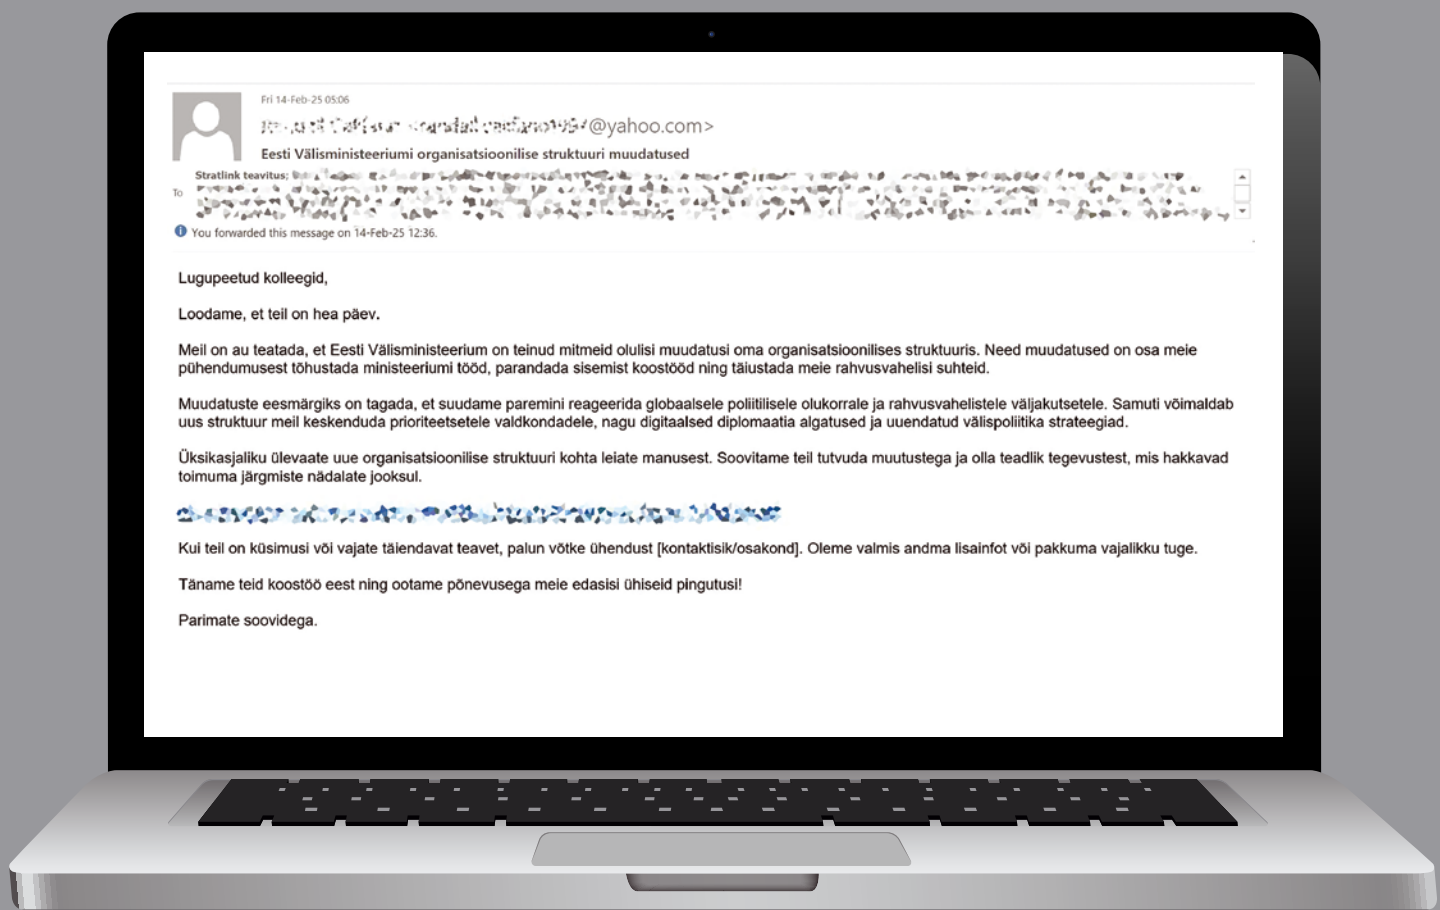 Fri 14-Feb-25 05:06
@yahoo.com>
Eesti Välisministeeriumi organisatsioonilise struktuuri muudatused
Stratlink teavitus;
To
You forwarded this message on 14-Feb-25 12:36.
Lugupeetud kolleegid,
Loodame, et teil on hea päev.
Meil on au teatada, et Eesti Välisministeerium on teinud mitmeid olulisi muudatusi oma organisatsioonilises struktuuris. Need muudatused on osa meie
pühendumusest tõhustada ministeeriumi tööd, parandada sisemist koostööd ning täiustada meie rahvusvahelisi suhteid.
Muudatuste eesmärgiks on tagada, et suudame paremini reageerida globaalsele poliitilisele olukorrale ja rahvusvahelistele väljakutsetele. Samuti võimaldab
uus struktuur meil keskenduda prioriteetsetele valdkondadele, nagu digitaalsed diplomaatia algatused ja uuendatud välispoliitika strateegiad.
Üksikasjaliku ülevaate uue organisatsioonilise struktuuri kohta leiate manusest. Soovitame teil tutvuda muutustega ja olla teadlik tegevustest, mis hakkavad
toimuma järgmiste nädalate jooksul.
Kui teil on küsimusi või vajate täiendavat teavet, palun võtke ühendust [kontaktisik/osakond]. Oleme valmis andma lisainfot või pakkuma vajalikku tuge.
Täname teid koostöö eest ning ootame põnevusega meie edasisi ühiseid pingutusi!
Parimate soovidega.